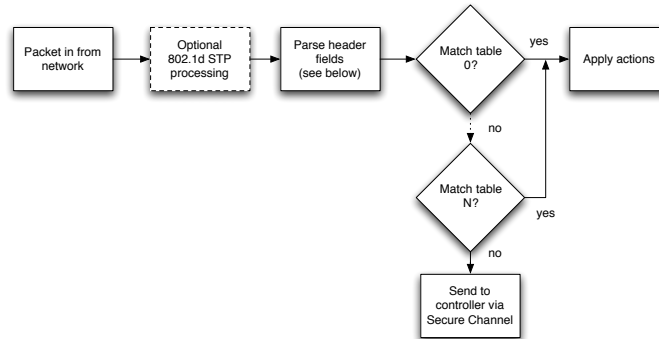 Packet in from
network
Optional
802.1d STP
processing
Parse header
fields
(see below)
Match table
0?
yes
Apply actions
no
Match table
N?
yes
no
Send to
controller via
Secure Channel